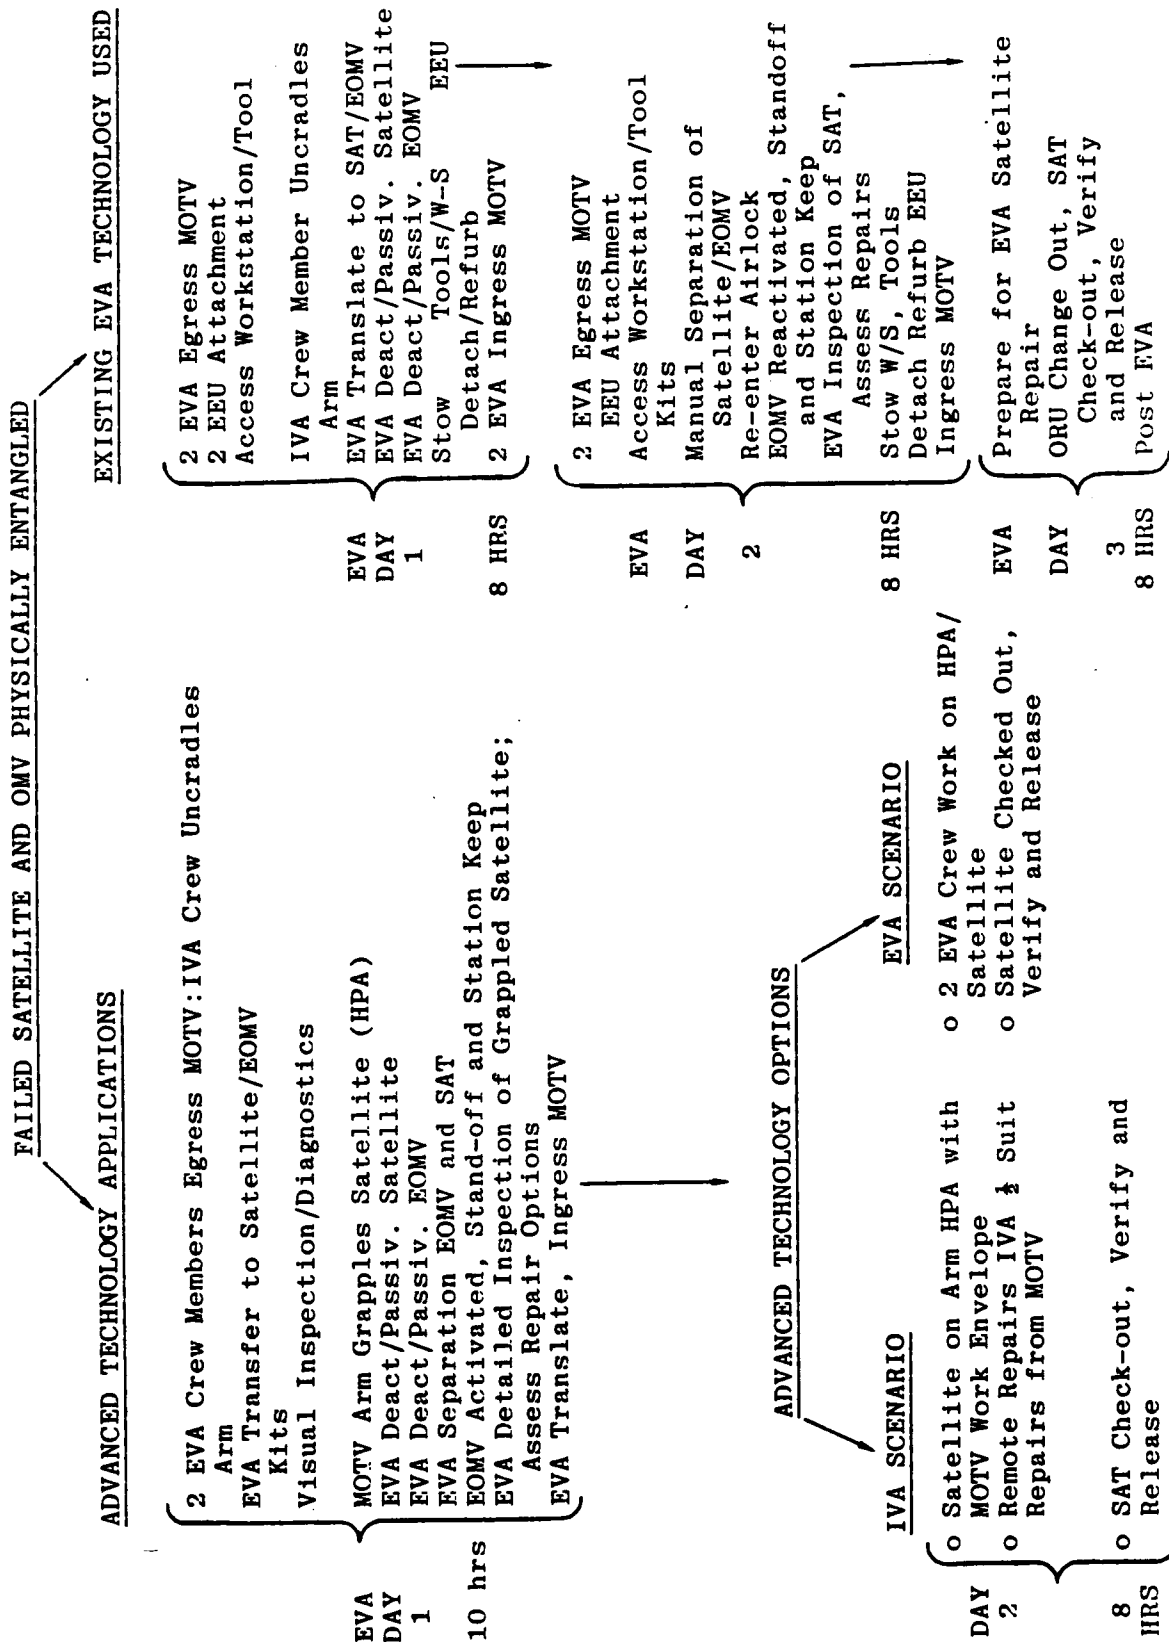 FAILED SATELLITE AND OMV PHYSICALLY ENTANGLED
ADVANCED TECHNOLOGY APPLICATIONS
EVA
DAY
1
10 hrs
2 EVA Crew Members Egress MOTV:IVA Crew Uncradles
Arm
EVA Transfer to Satellite/EOMV
Kits
Visual Inspection/Diagnostics
MOTV Arm Grapples Satellite (HPA)
EVA Deact/Passiv. Satellite
EVA Deact/Passiv. EOMV
EVA Separation EOMV and SAT
EOMV Activated, Stand-off and Station Keep
EVA Detailed Inspection of Grappled Satellite;
Assess Repair Options
EVA Translate, Ingress MOTV
ADVANCED TECHNOLOGY OPTIONS
IVA SCENARIO
DAY
2
8
HRS
o Satellite on Arm HPA with
MOTV Work Envelope
o Remote Repairs IVA ½ Suit
Repairs from MOTV
o SAT Check-out, Verify and
Release
EVA SCENARIO
o 2 EVA Crew Work on HPA/
Satellite
o Satellite Checked Out,
Verify and Release
EXISTING EVA TECHNOLOGY USED
EVA
DAY
1
8 HRS
2 EVA Egress MOTV
2 EEU Attachment
Access Workstation/Tool
IVA Crew Member Uncradles
Arm
EVA Translate to SAT/EOMV
EVA Deact/Passiv. Satellite
EVA Deact/Passiv. EOMV
Stow Tools/W-S EEU
Detach/Refurb
2 EVA Ingress MOTV
EVA
DAY
2
8 HRS
2 EVA Egress MOTV
EEU Attachment
Access Workstation/Tool
Kits
Manual Separation of
Satellite/EOMV
Re-enter Airlock
EOMV Reactivated, Standoff
and Station Keep
EVA Inspection of SAT,
Assess Repairs
Stow W/S, Tools
Detach Refurb EEU
Ingress MOTV
EVA
DAY
3
8 HRS
Prepare for EVA Satellite
Repair
ORU Change Out, SAT
Check-out, Verify
and Release
Post EVA